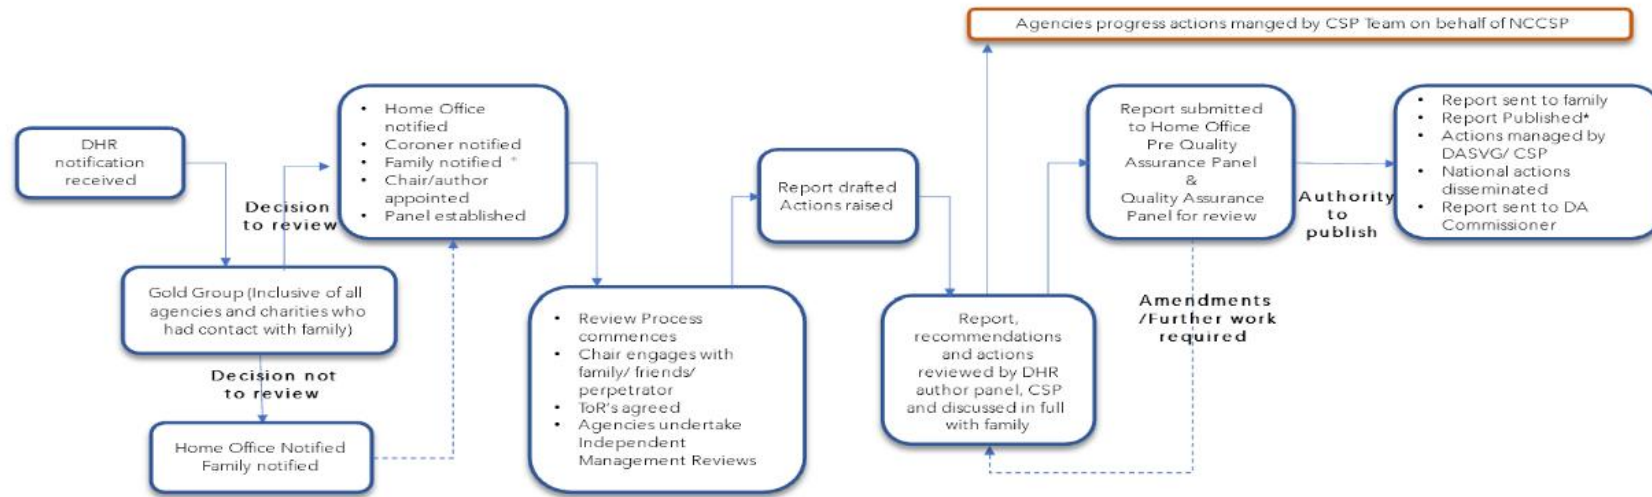 Agencies progress actions manged by CSP Team on behalf of NCCSP
DHR
notification
received
Gold Group (Inclusive of all
agencies and charities who
had contact with family)
Decision
to review
Decision not
to review
Home Office Notified
Family notified
• Home Office
notified
• Coroner notified
• Family notified *
• Chair/author
appointed
• Panel established
• Review Process
commences
• Chair engages with
family/ friends/
perpetrator
• ToR's agreed
• Agencies undertake
Independent
Management Reviews
Report drafted
Actions raised
Report,
recommendations
and actions
reviewed by DHR
author panel, CSP
and discussed in full
with family
Report submitted
to Home Office
Pre Quality
Assurance Panel
&
Quality Assurance
Panel for review
Amendments
/Further work
required
Authority
to
publish
• Report sent to family
• Report Published*
• Actions managed by
DASVG/ CSP
• National actions
disseminated
• Report sent to DA
Commissioner